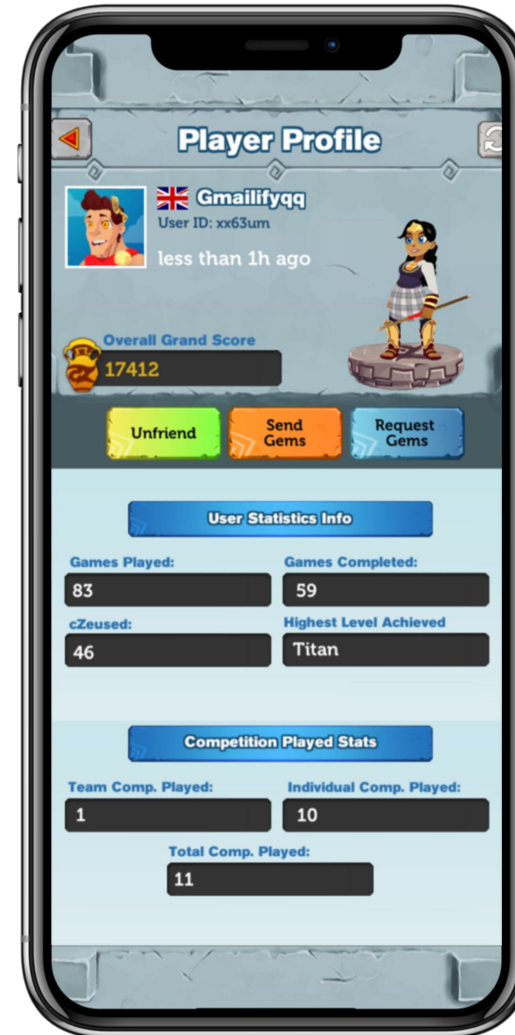 Player Profile
Gmailifyqq
User ID: xx63um
less than 1h ago
Overall Grand Score
17412
Unfriend
Send
Gems
Request
Gems
User Statistics Info
Games Played:
Games Completed:
83
59
cZeused:
Highest Level Achieved
46
Titan
Competition Played Stats
Team Comp. Played:
Individual Comp. Played:
1
10
Total Comp. Played:
11